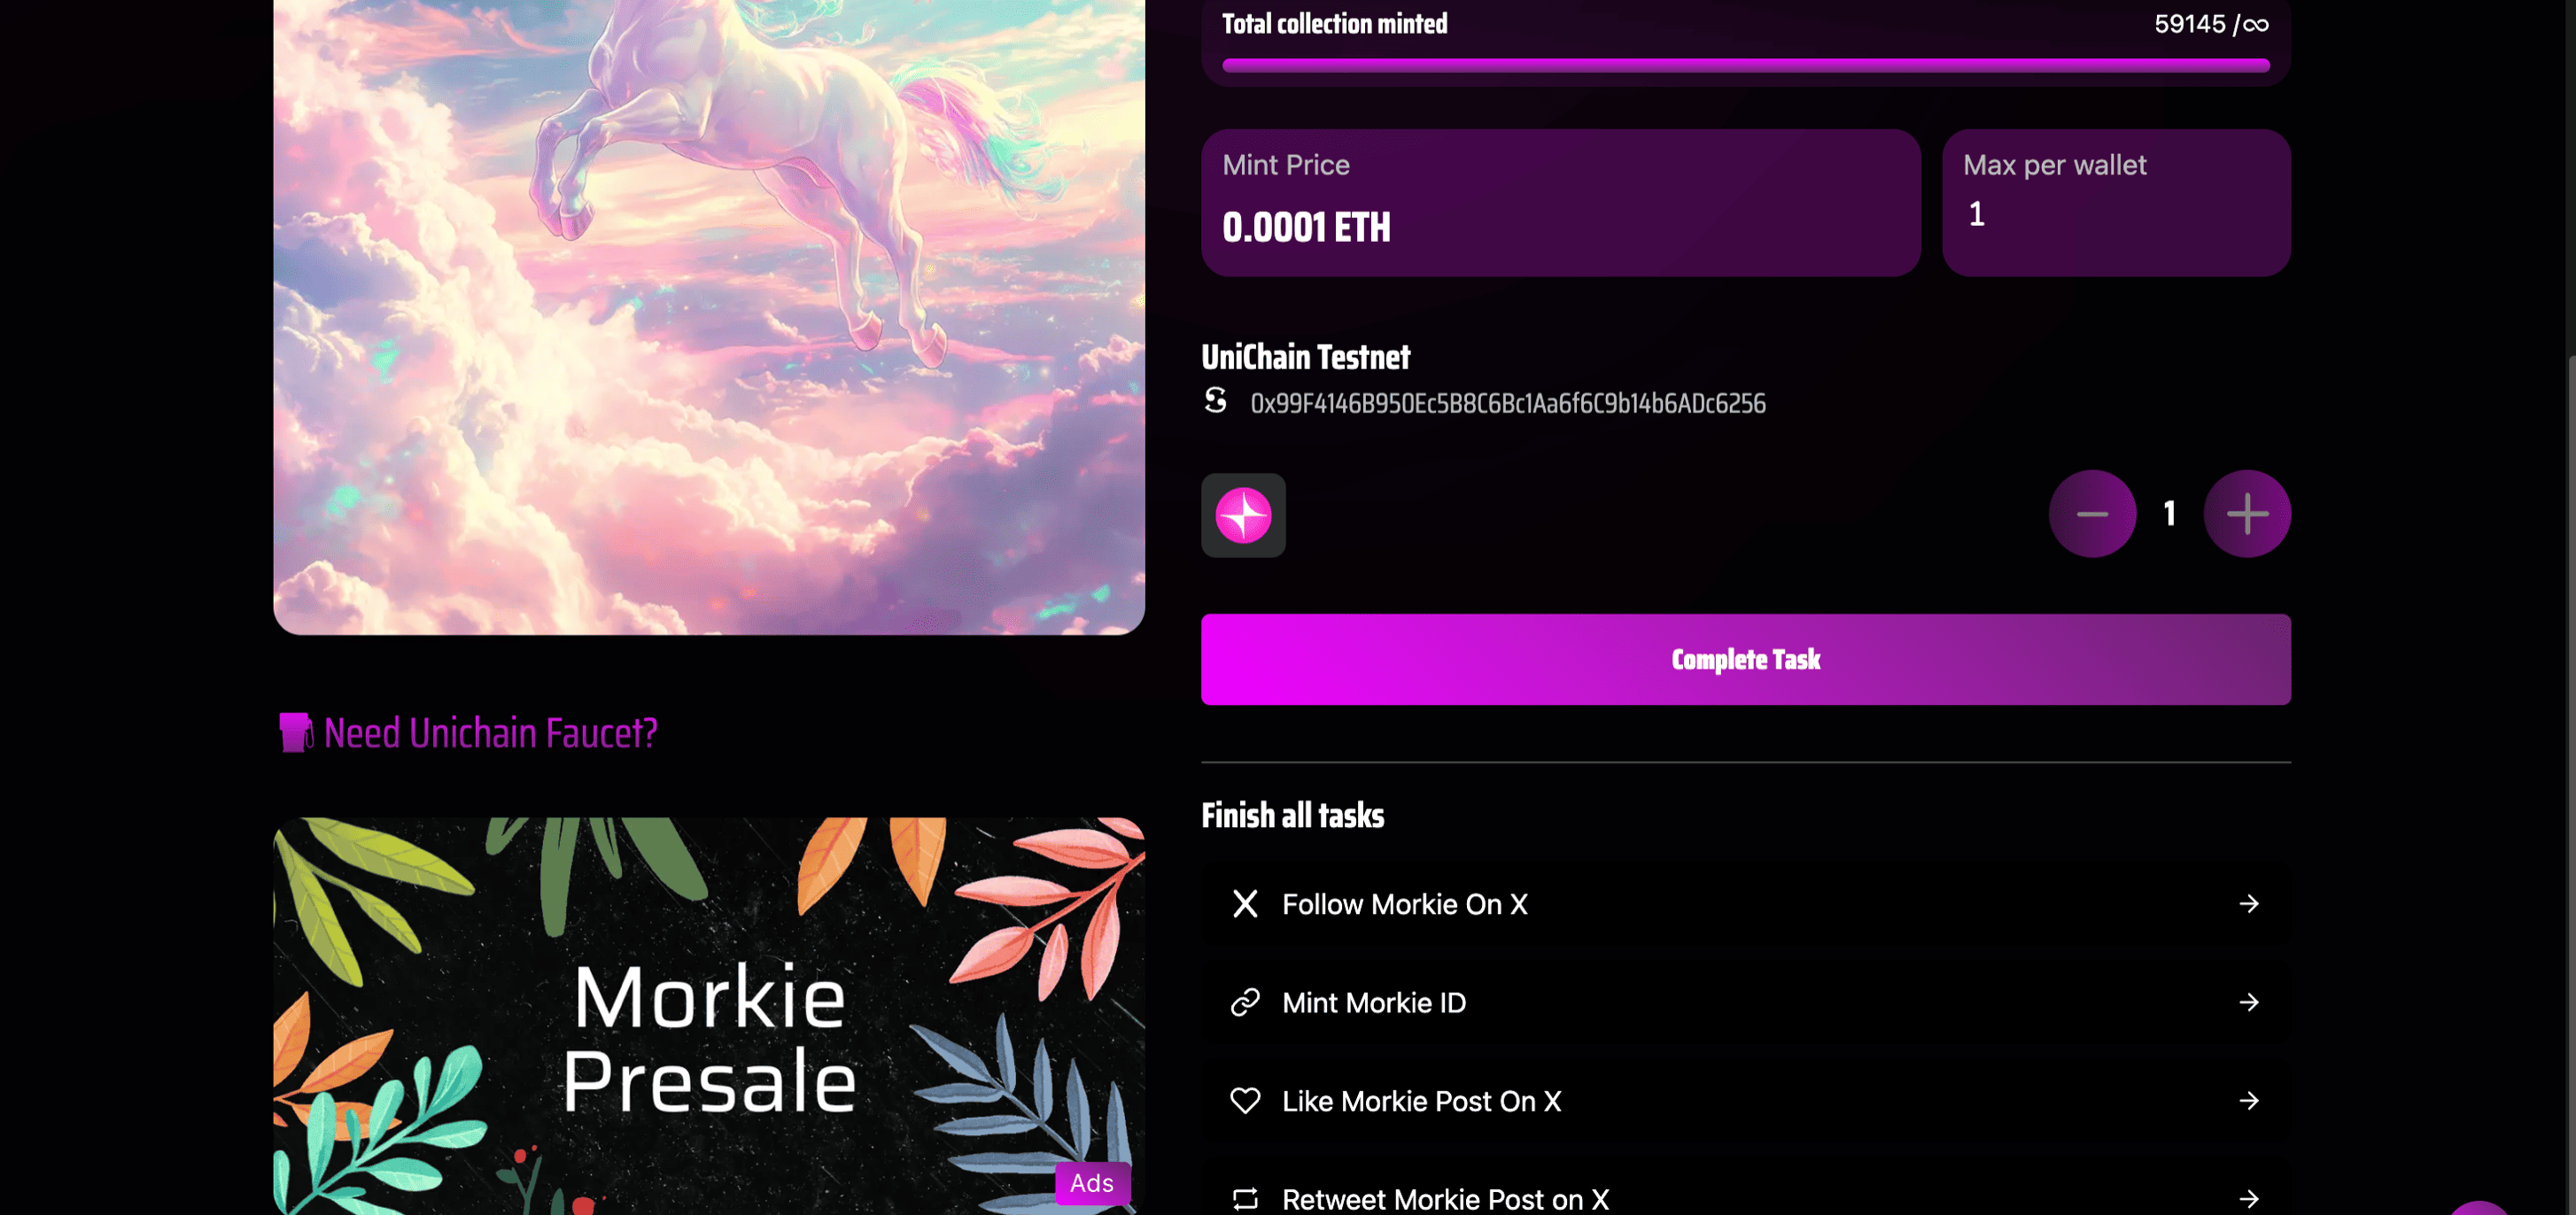 Total collection minted
59145 /∞
Mint Price
0.0001 ETH
Max per wallet
1
UniChain Testnet
0x99F4146B950Ec5B8C6Bc1Aa6f6C9b14b6ADc6256
1
Complete Task
Need Unichain Faucet?
Morkie
Presale
Ads
Finish all tasks
Follow Morkie On X
Mint Morkie ID
Like Morkie Post On X
Retweet Morkie Post on X